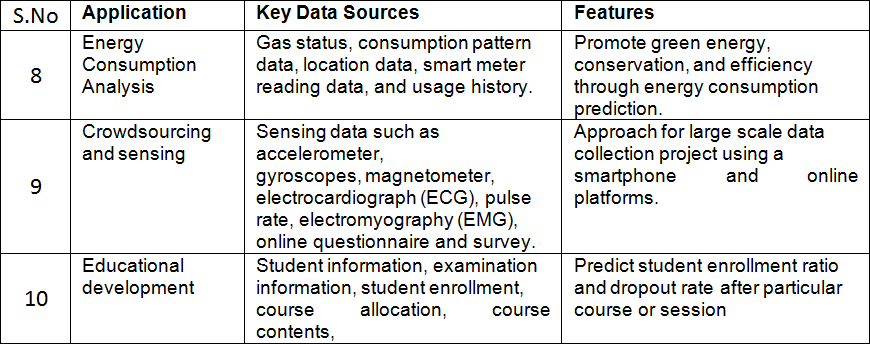 S.No Application Key Data Sources Features
8
Energy
Consumption
Analysis
Gas status, consumption pattern
data, location data, smart meter
reading data, and usage history.
Promote green energy,
conservation, and efficiency
through energy consumption
prediction.
9
Crowdsourcing
and sensing
Sensing data such as
accelerometer,
gyroscopes, magnetometer,
electrocardiograph (ECG), pulse
rate, electromyography (EMG),
online questionnaire and survey.
Approach for large scale data
collection project using a
smartphone and online
platforms.
10
Educational
development
Student information, examination
information, student enrollment,
course allocation, course
contents,
Predict student enrollment ratio
and dropout rate after particular
course or session